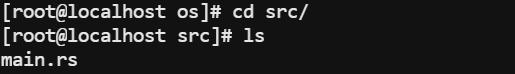 [root@localhost os]# cd src/
[root@localhost src]# ls
main.rs